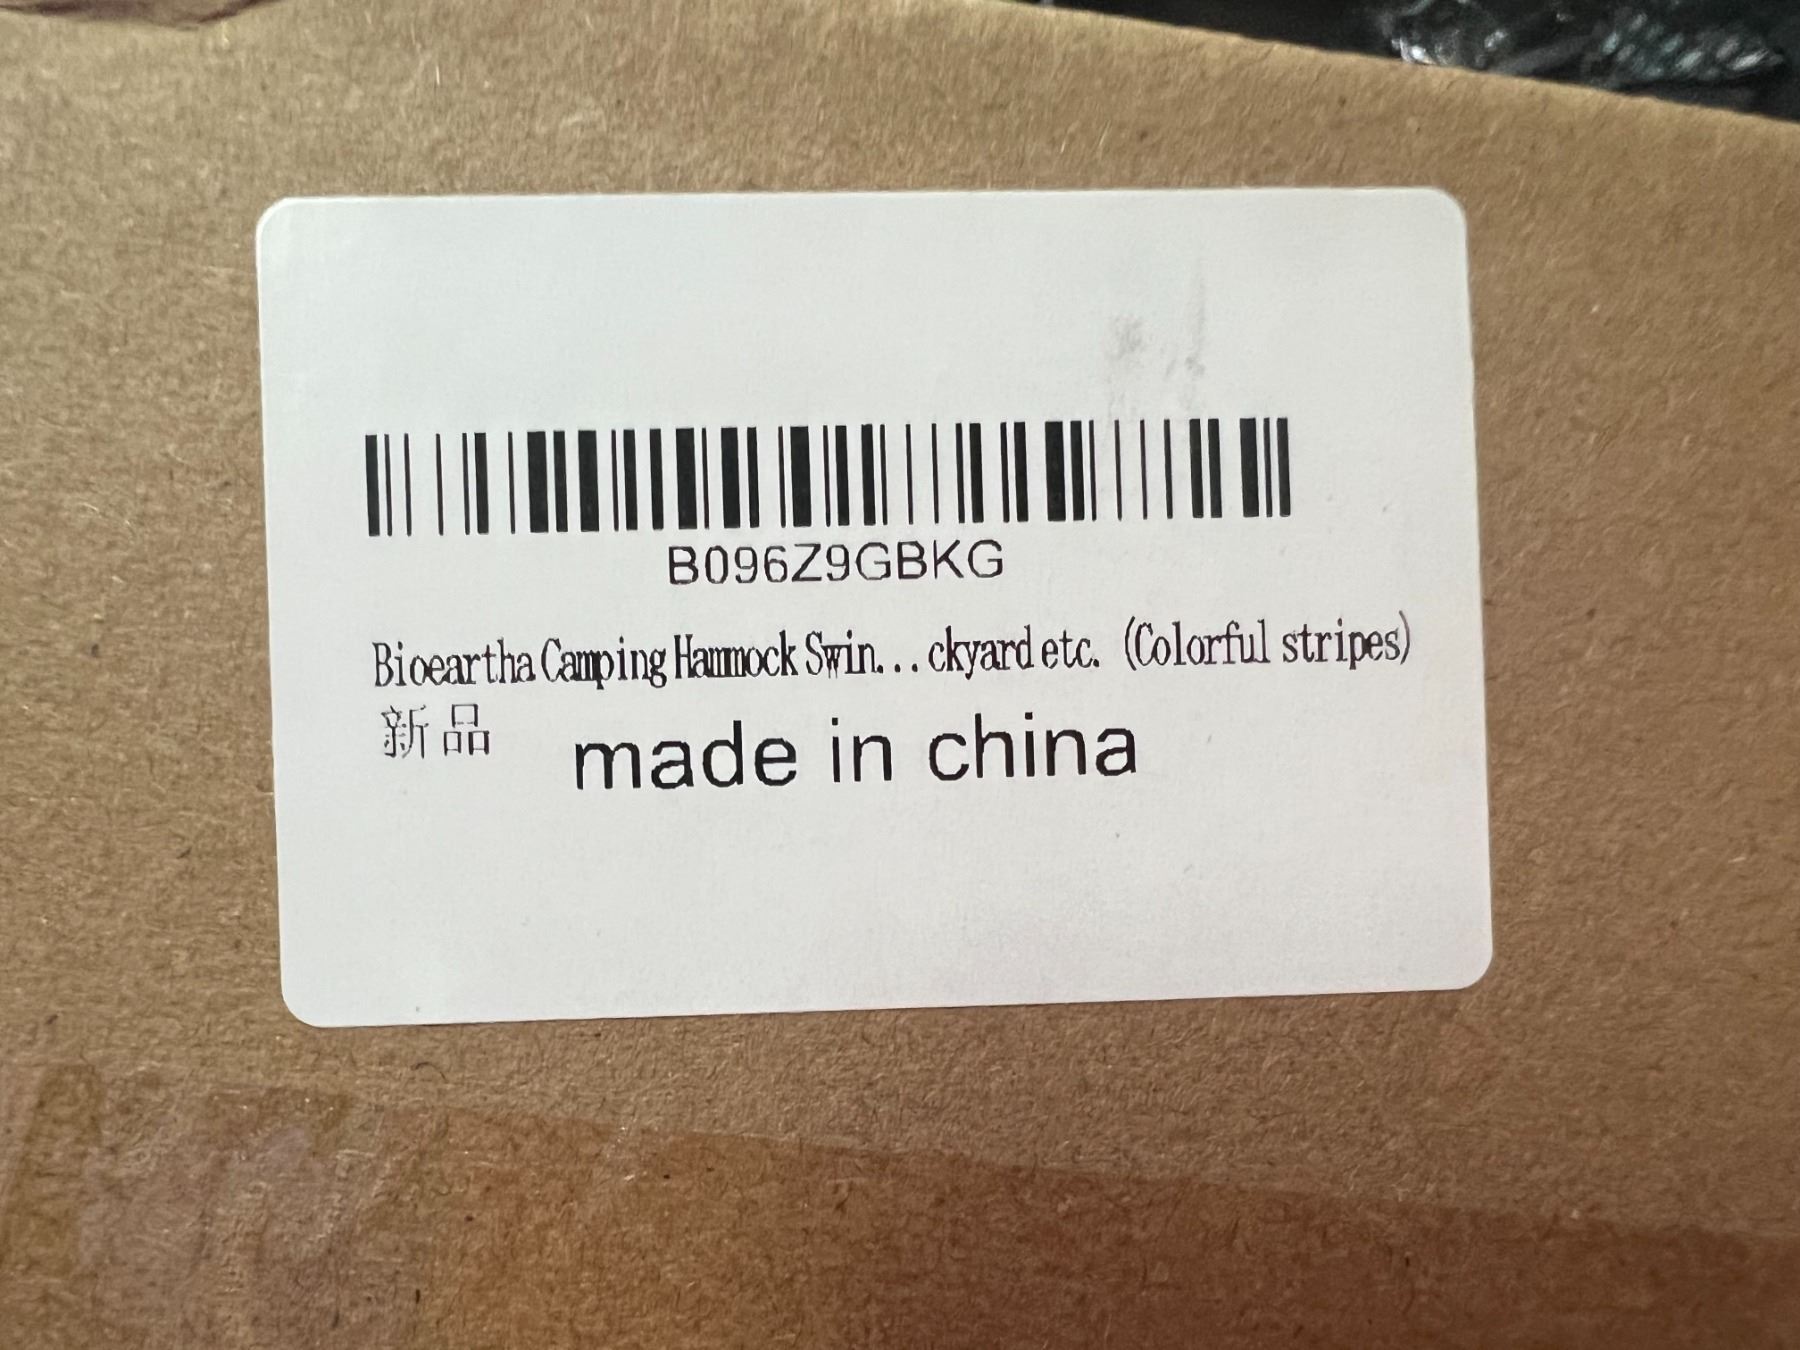 B096Z9GBKG
Bioeartha Camping Hammock Swin...ckyard etc. (Colorful stripes)
新品 made in china